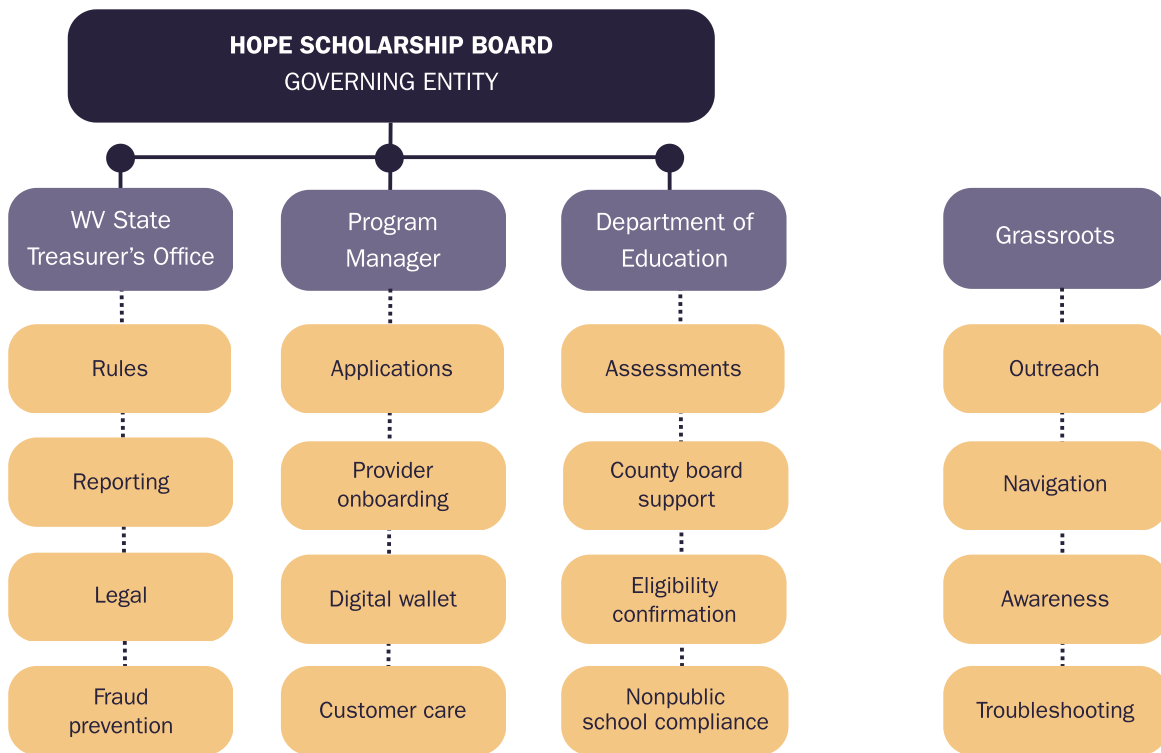 HOPE SCHOLARSHIP BOARD
GOVERNING ENTITY
WV State
Treasurer’s Office
Rules
Reporting
Legal
Fraud
prevention
Program
Manager
Applications
Provider
onboarding
Digital wallet
Customer care
Department of
Education
Assessments
County board
support
Eligibility
confirmation
Nonpublic
school compliance
Grassroots
Outreach
Navigation
Awareness
Troubleshooting